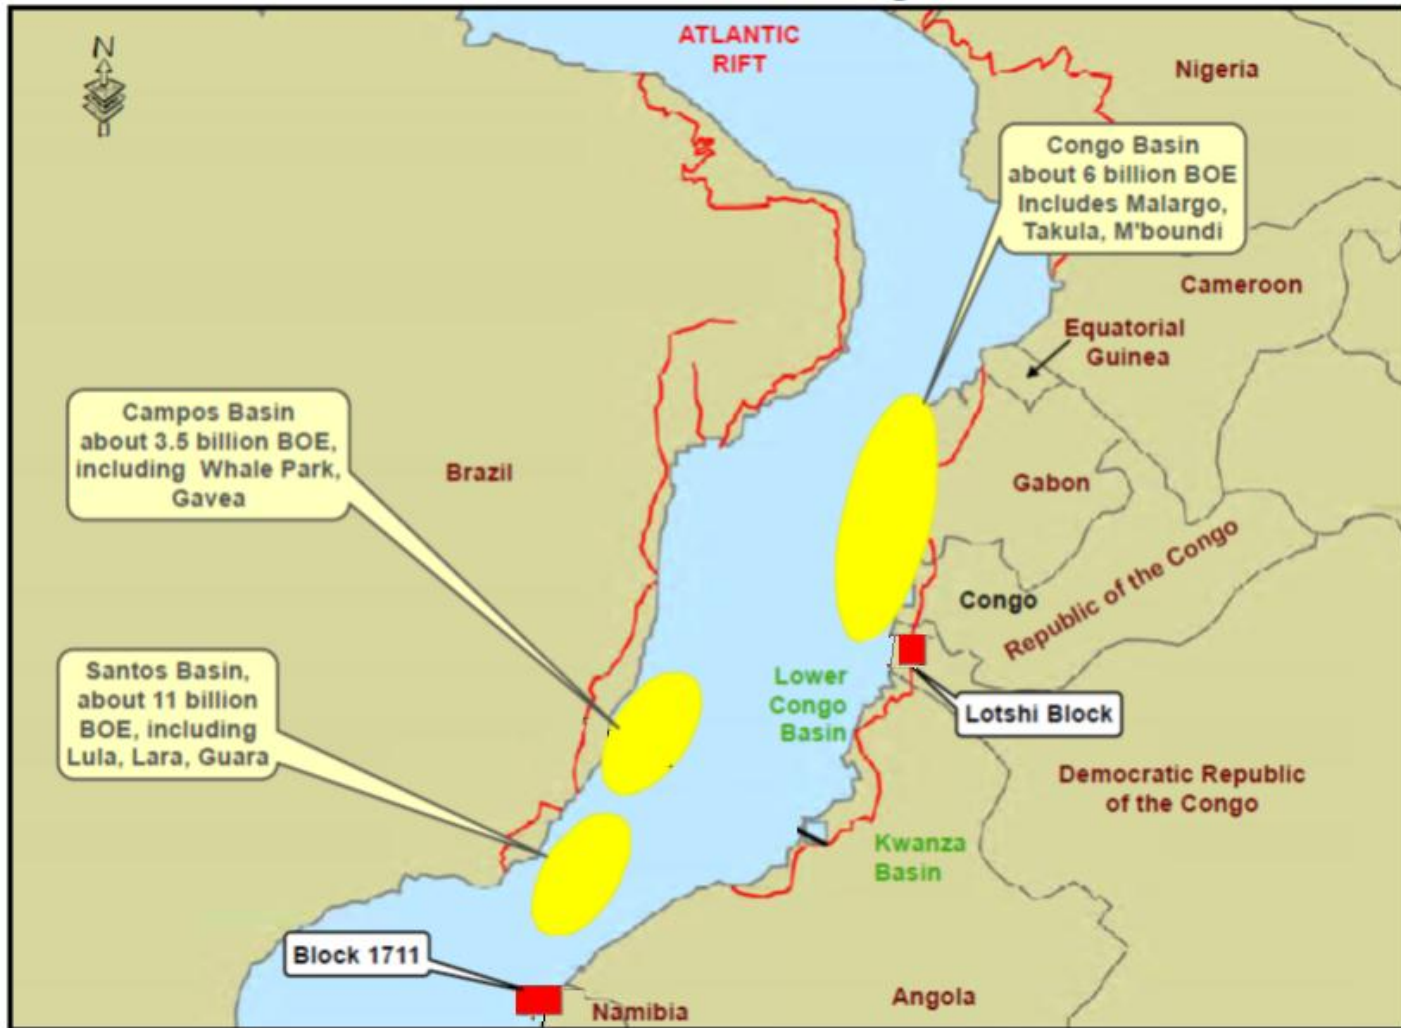 N
ATLANTIC
RIFT
Nigeria
Congo Basin
about 6 billion BOE
Includes Malargo,
Takula, M'boundi
Cameroon
Equatorial
Guinea
Campos Basin
about 3.5 billion BOE,
including Whale Park,
Gavea
Brazil
Gabon
Republic of the Congo
Congo
Santos Basin,
about 11 billion
BOE, including
Lula, Lara, Guara
Lower
Congo
Basin
Lotshi Block
Democratic Republic
of the Congo
Kwanza
Basin
Block 1711
Namibia
Angola